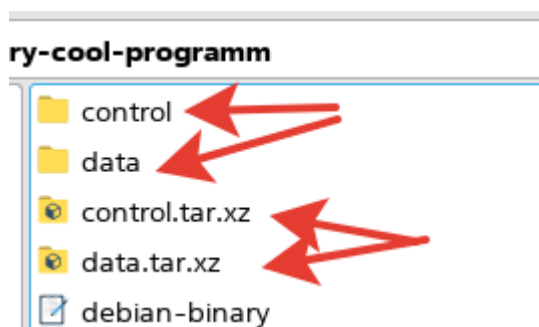 ry-cool-programm
control
data
control.tar.xz
data.tar.xz
debian-binary